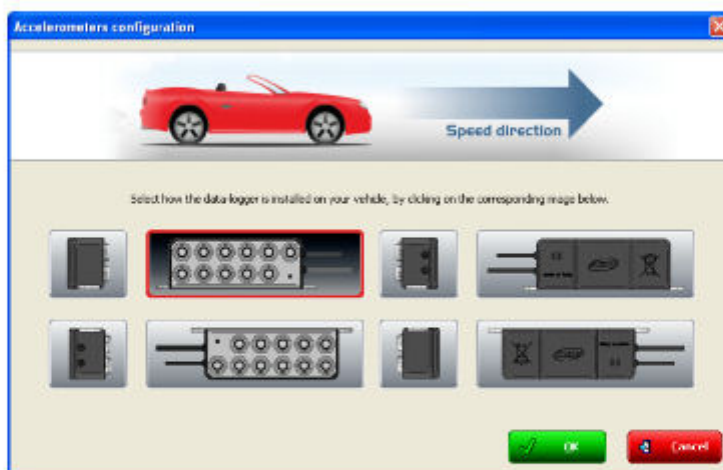 Accelerometers configuration
Speed direction
Select how the data-logger is installed on your vehicle, by clicking on the corresponding image below.
OK
Cancel